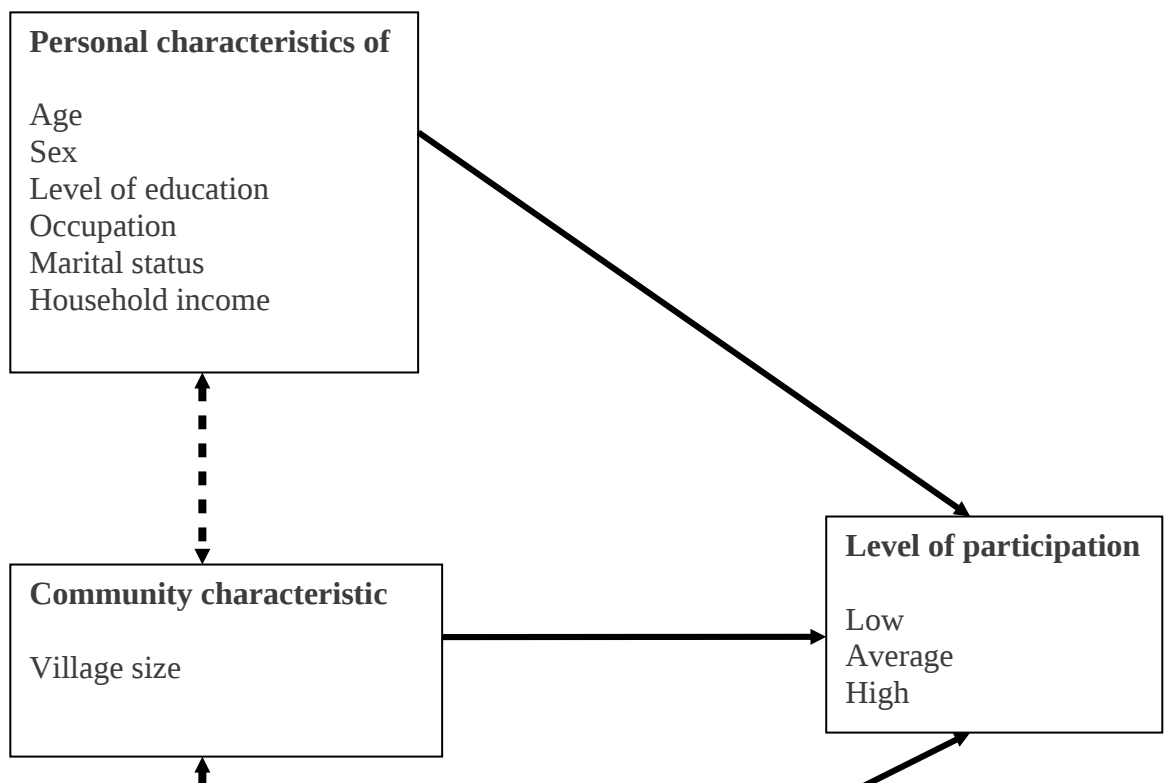 Personal characteristics of
Age
Sex
Level of education
Occupation
Marital status
Household income
Community characteristic
Village size
Level of participation
Low
Average
High